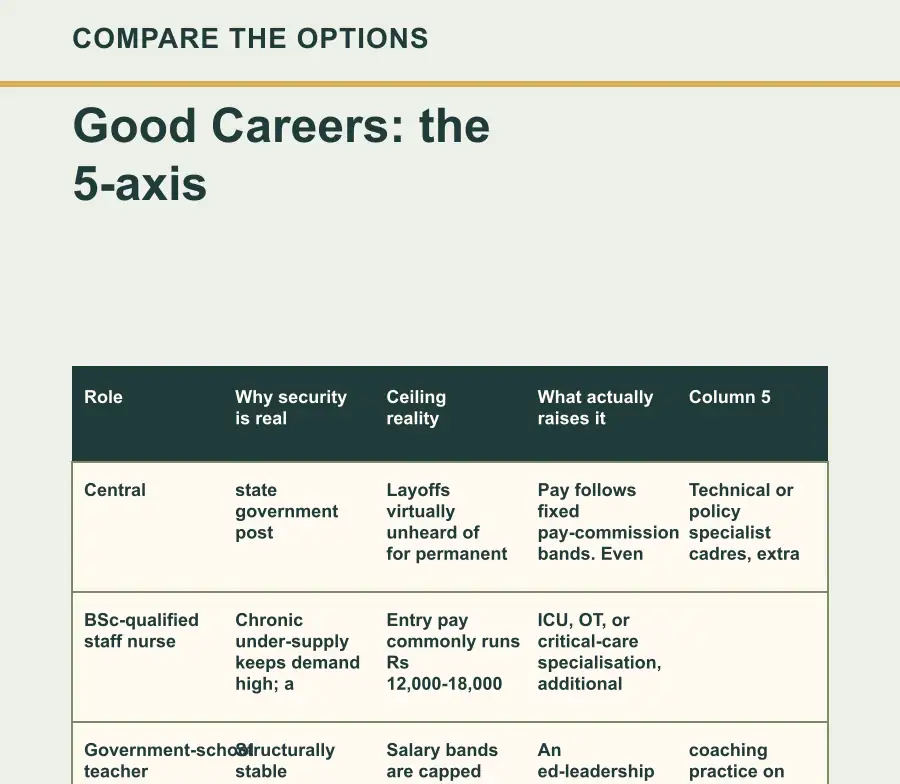 COMPARE THE OPTIONS
Good Careers: the
5-axis
Role
Why security
is real
Ceiling
reality
What actually
raises it
Column 5
Central
state
government
post
Layoffs
virtually
unheard of
for permanent
Pay follows
fixed
pay-commission
bands. Even
Technical or
policy
specialist
cadres, extra
BSc-qualified
staff nurse
Chronic
under-supply
keeps demand
high; a
Entry pay
commonly runs
Rs
12,000-18,000
ICU, OT, or
critical-care
specialisation,
additional
Government-school
teacher
Structurally
stable
Salary bands
are capped
An
ed-leadership
coaching
practice on